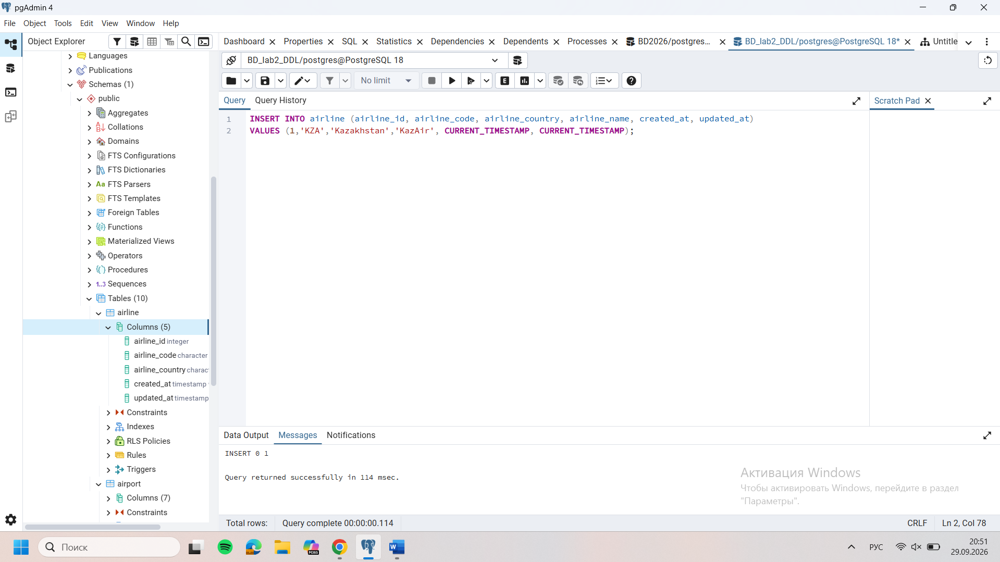 pgAdmin 4
File Object Tools Edit View Window Help
Object Explorer
Dashboard Properties SQL Statistics Dependencies Dependents Processes BD2026/postgres... BD_lab2_DDL/postgres@PostgreSQL 18* Untitle
BD_lab2_DDL/postgres@PostgreSQL 18
No limit
E
Query Query History
Scratch Pad
1 INSERT INTO airline (airline_id, airline_code, airline_country, airline_name, created_at, updated_at)
2 VALUES (1,'KZA','Kazakhstan','KazAir', CURRENT_TIMESTAMP, CURRENT_TIMESTAMP);
Languages
Publications
Schemas (1)
public
Aggregates
Collations
Domains
FTS Configurations
FTS Dictionaries
Aa FTS Parsers
FTS Templates
Foreign Tables
Functions
Materialized Views
Operators
Procedures
1..3 Sequences
Tables (10)
airline
Columns (5)
airline_id integer
airline_code character
airline_country
created_at timestamp
updated_at timestamp
Constraints
Indexes
RLS Policies
Rules
Triggers
airport
Columns (7)
Constraints
Data Output Messages Notifications
INSERT 0 1
Query returned successfully in 114 msec.
Активация Windows
Чтобы активировать Windows, перейдите в раздел
"Параметры".
Total rows: Query complete 00:00:00.114
CRLF Ln 2, Col 78
Поиск
M365
W
РУС
20:51
29.09.2026